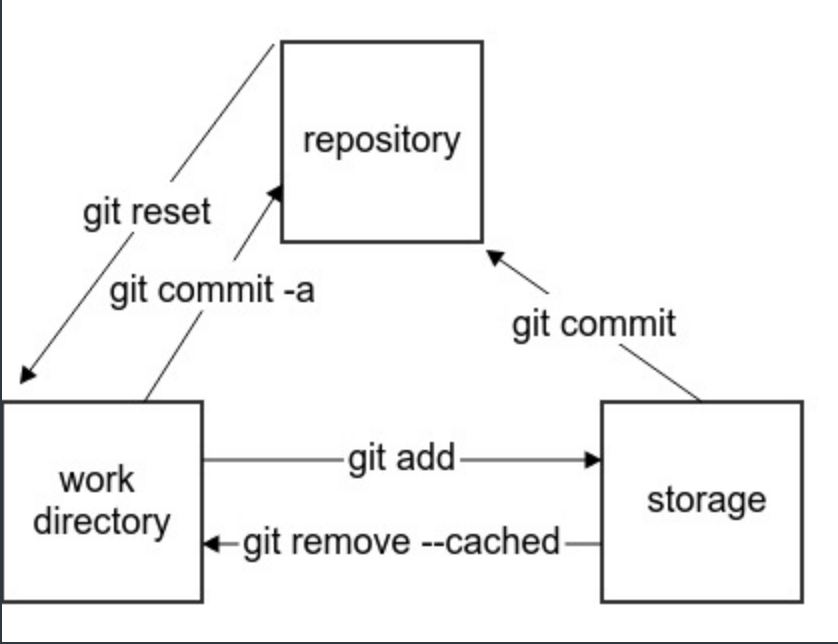 repository
git reset
git commit -a
git commit
git add
work
directory
storage
git remove --cached